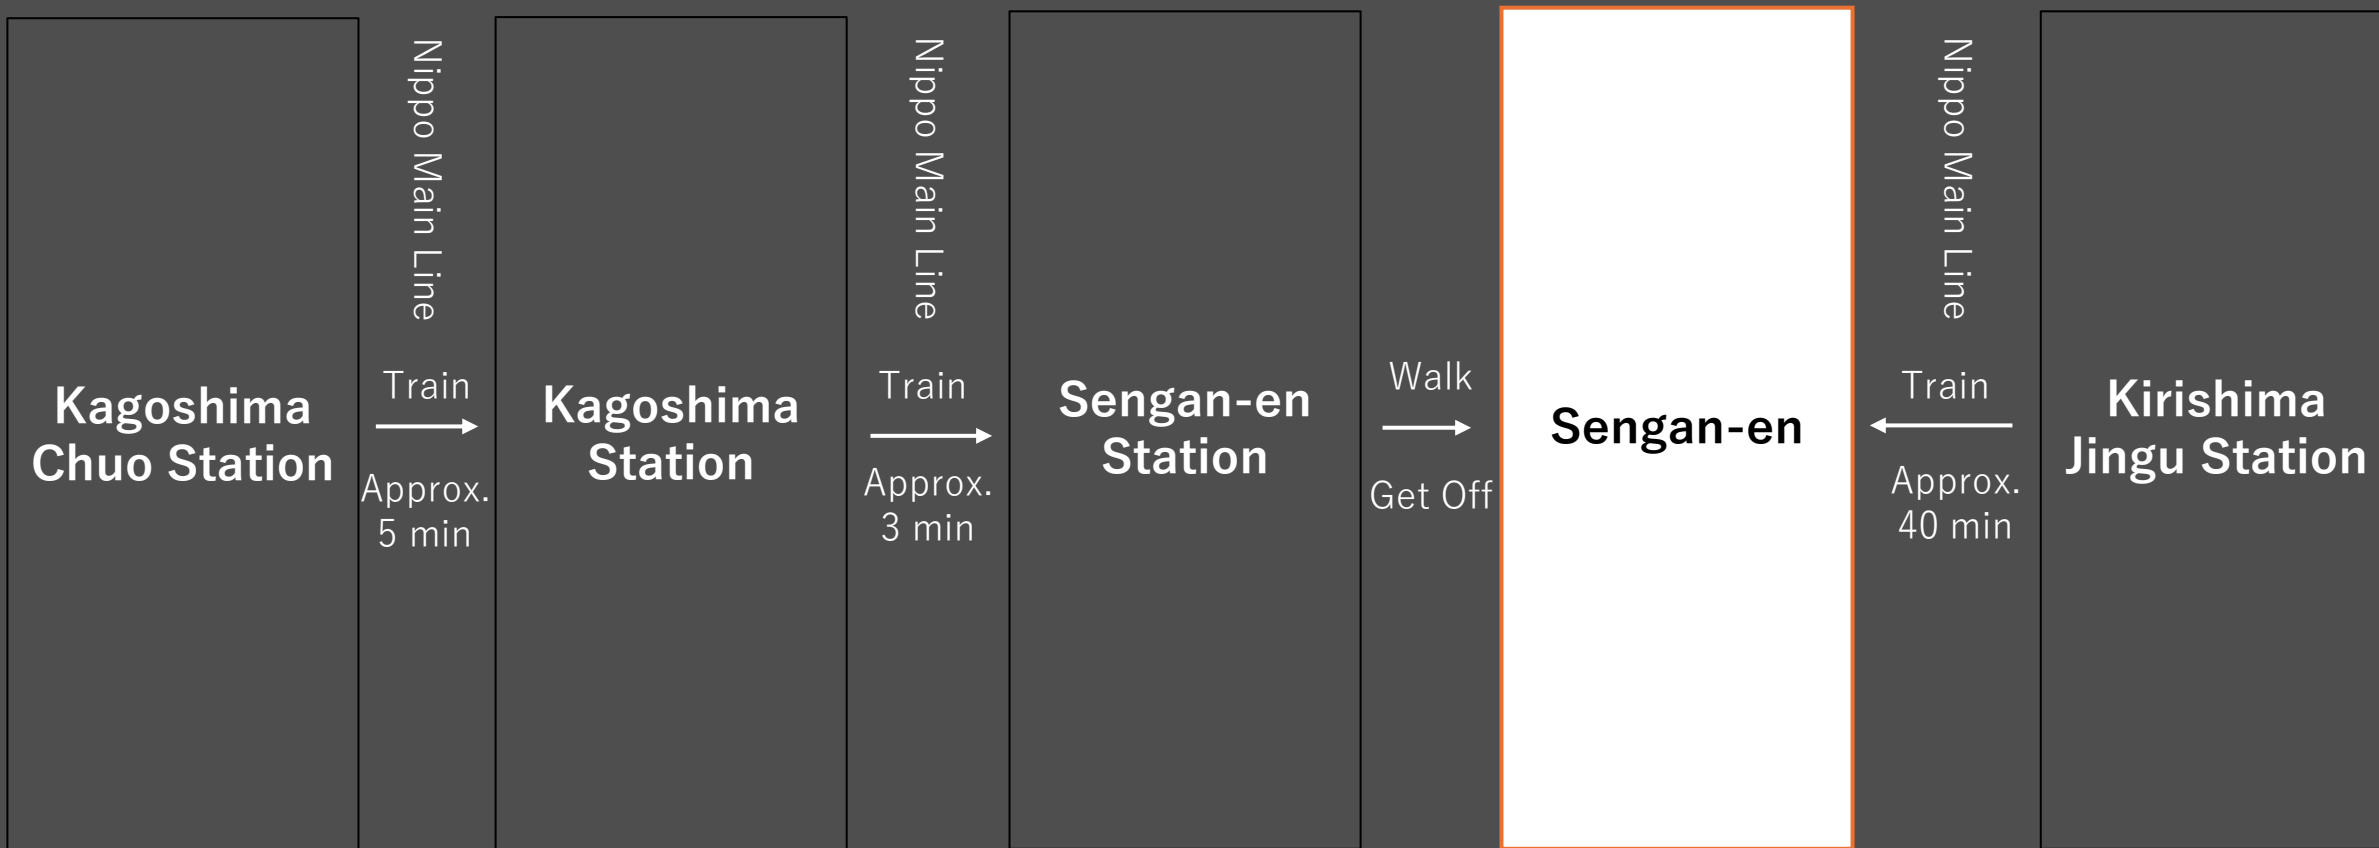 Kagoshima
Chuo Station
Nippo Main Line
Train
Approx.
5 min
Kagoshima
Station
Nippo Main Line
Train
Approx.
3 min
Sengan-en
Station
Walk
Get Off
Sengan-en
Nippo Main Line
Train
Approx.
40 min
Kirishima
Jingu Station